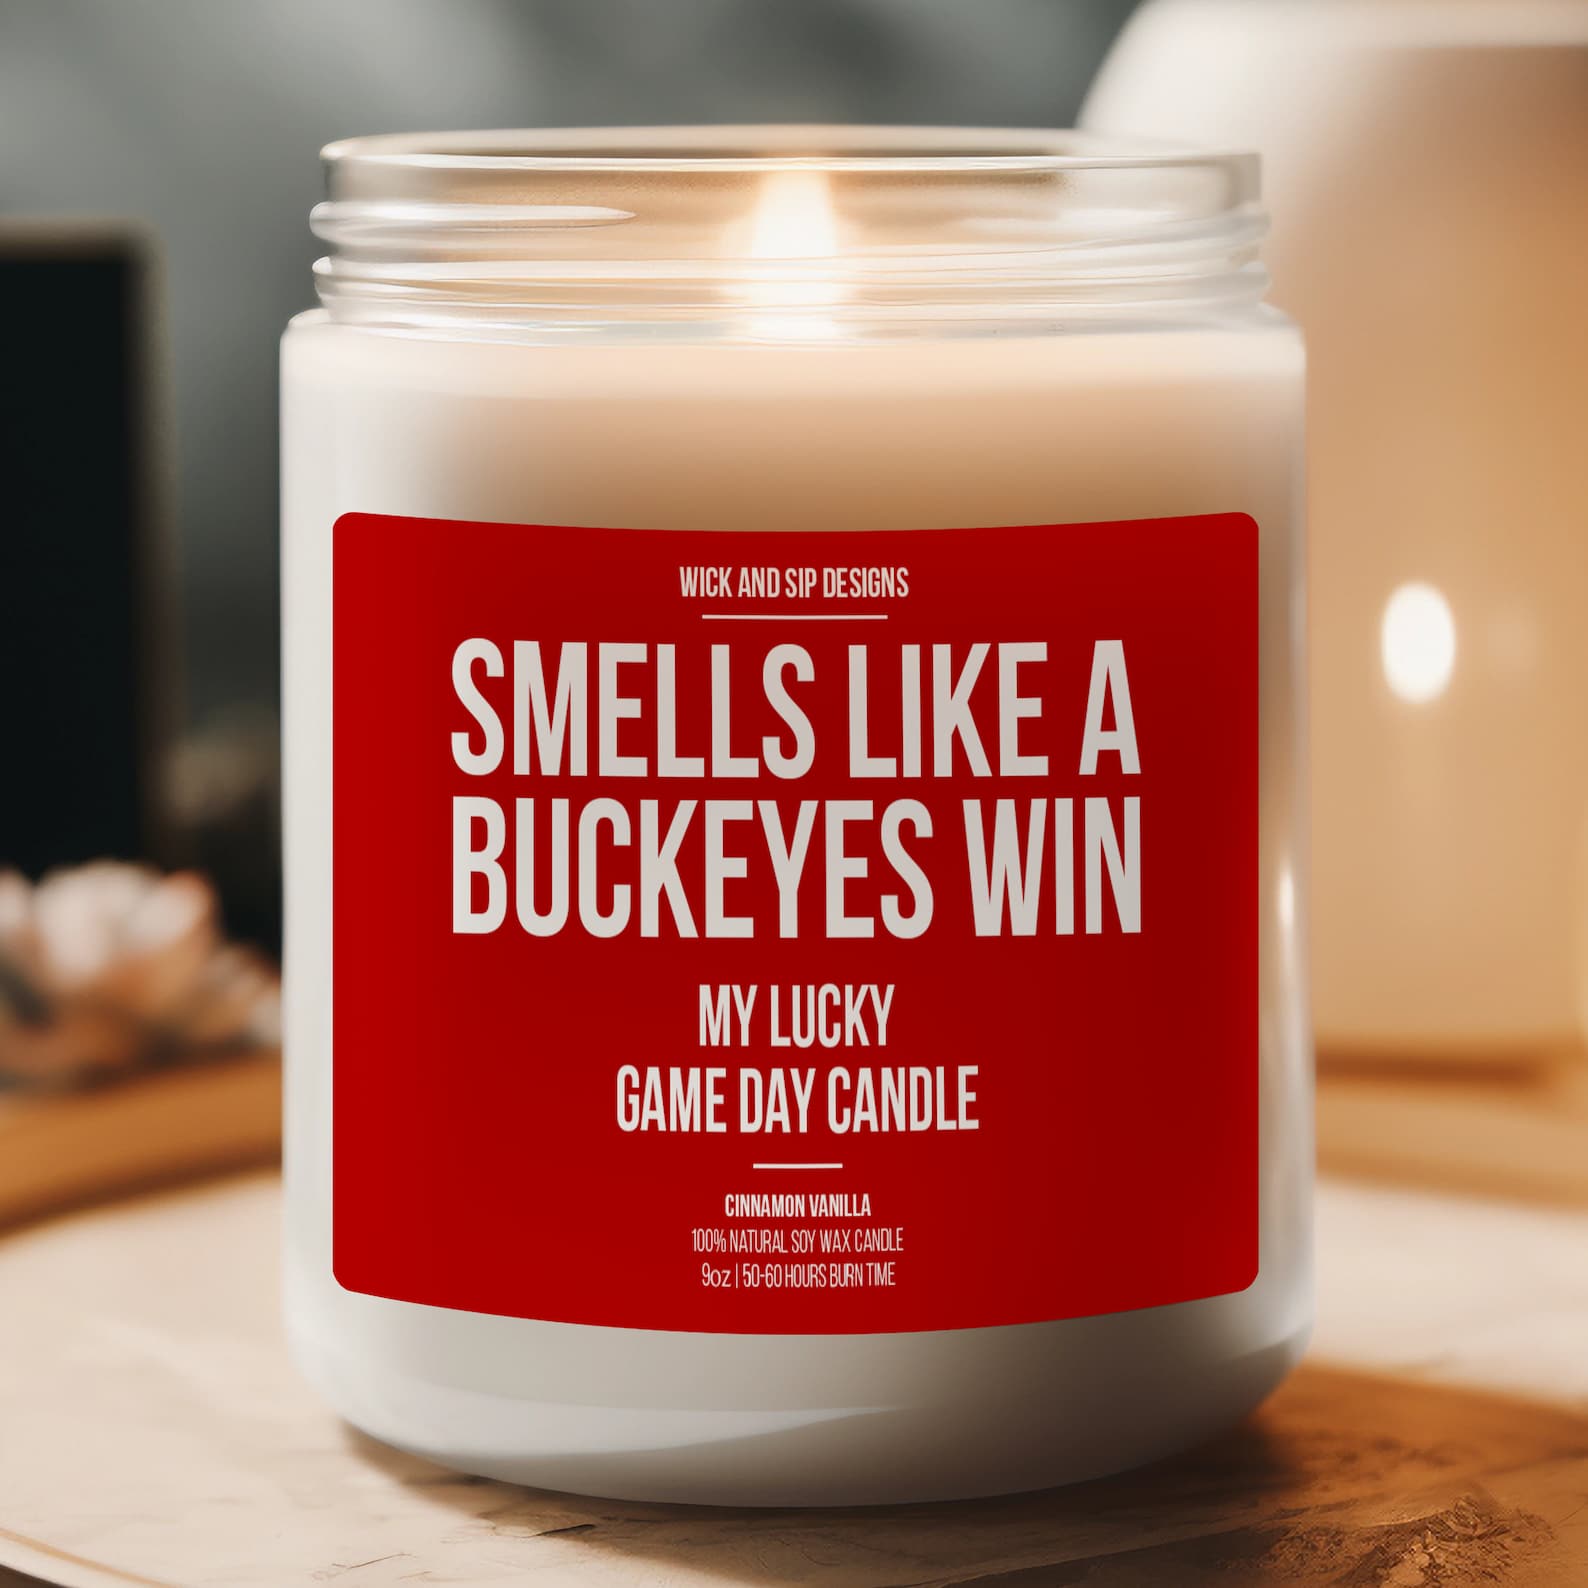 WICK AND SIP DESIGNS
SMELLS LIKE A
BUCKEYES WIN
MY LUCKY
GAME DAY CANDLE
CINNAMON VANILLA
100% NATURAL SOY WAX CANDLE
9oz | 50-60 HOURS BURN TIME